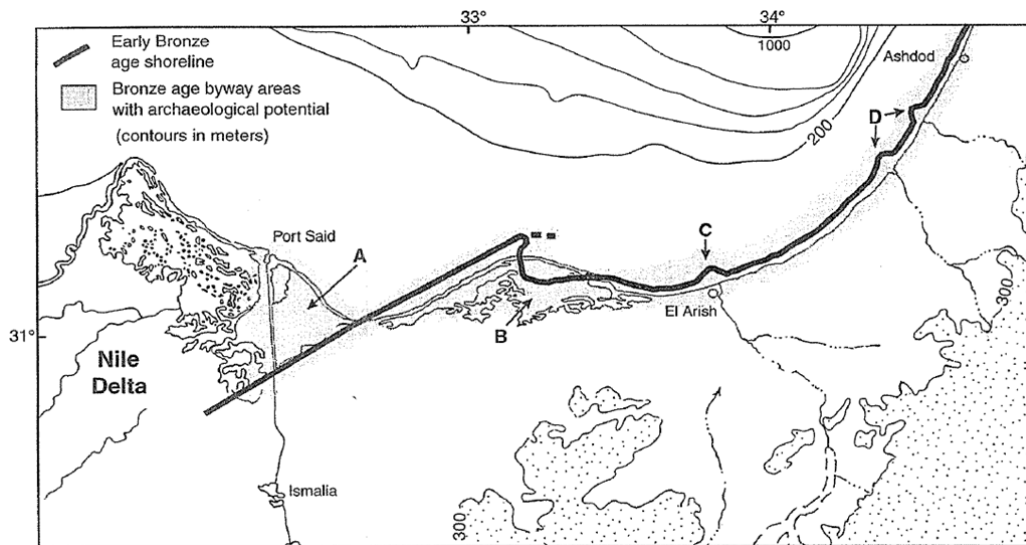 33°
34°
Early Bronze
age shoreline
Bronze age byway areas
with archaeological potential
(contours in meters)
1000
Ashdod
200
D
Port Said
A
C
B
El Arish
31°
Nile
Delta
300
Ismalia
300